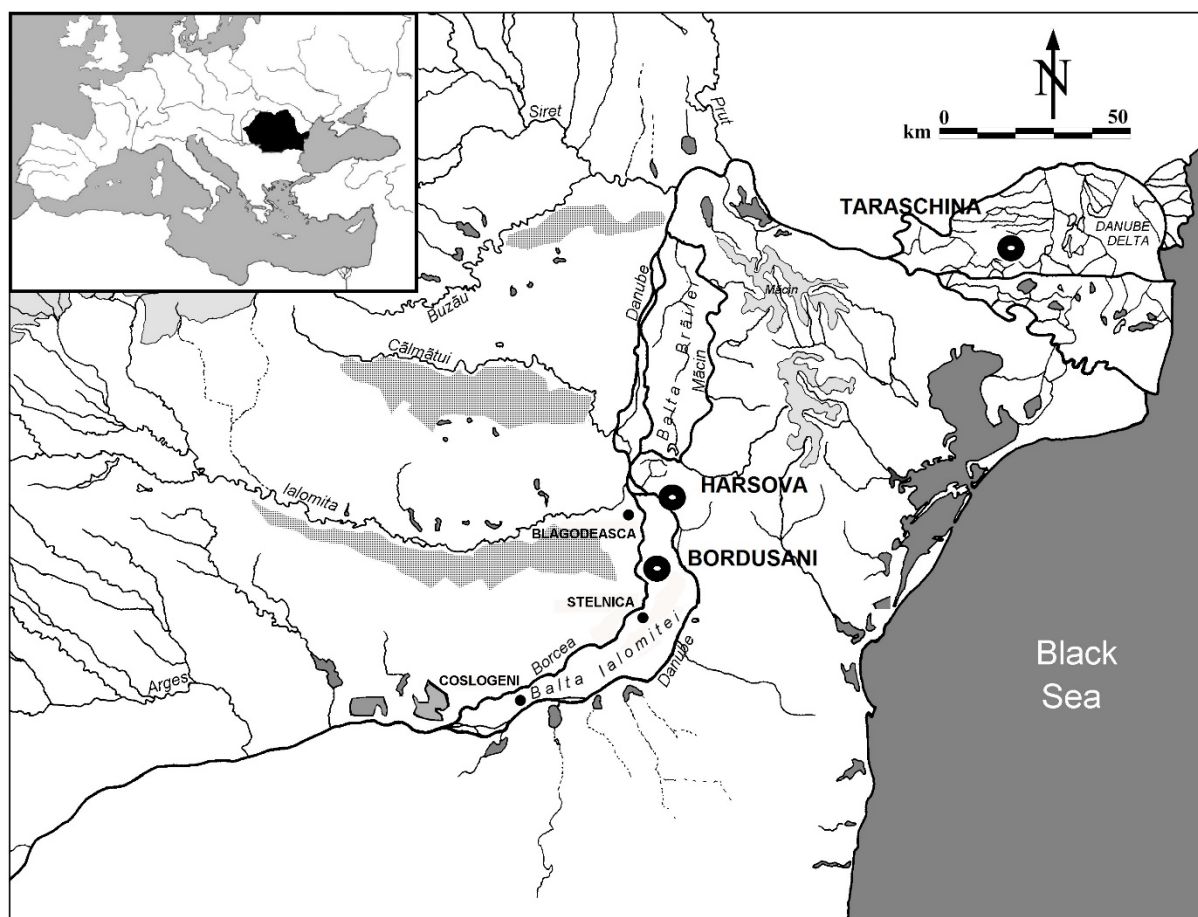 Siret
Prut
N
0
50
km
TARASCHINA
DANUBE
DELTA
Măcin
Buzău
Danube
Balta Brăilei
Măcin
Călmătui
Ialomita
HARSOVA
BLAGODEASCA
BORDUSANI
STELNICA
Borcea
Balta Ialomitei
Danube
COSLOGENI
Arges
Black
Sea